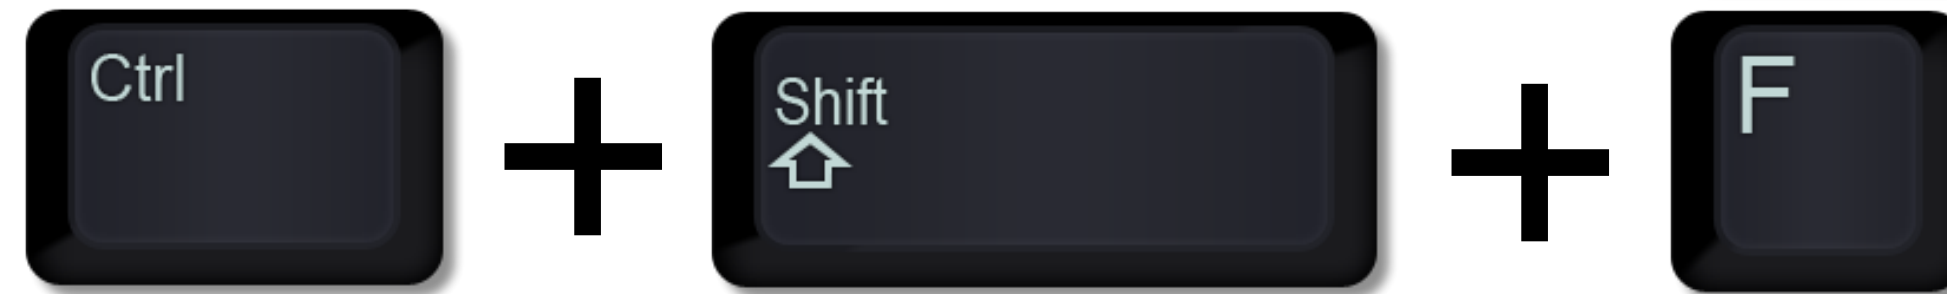 Ctrl + Shift + F